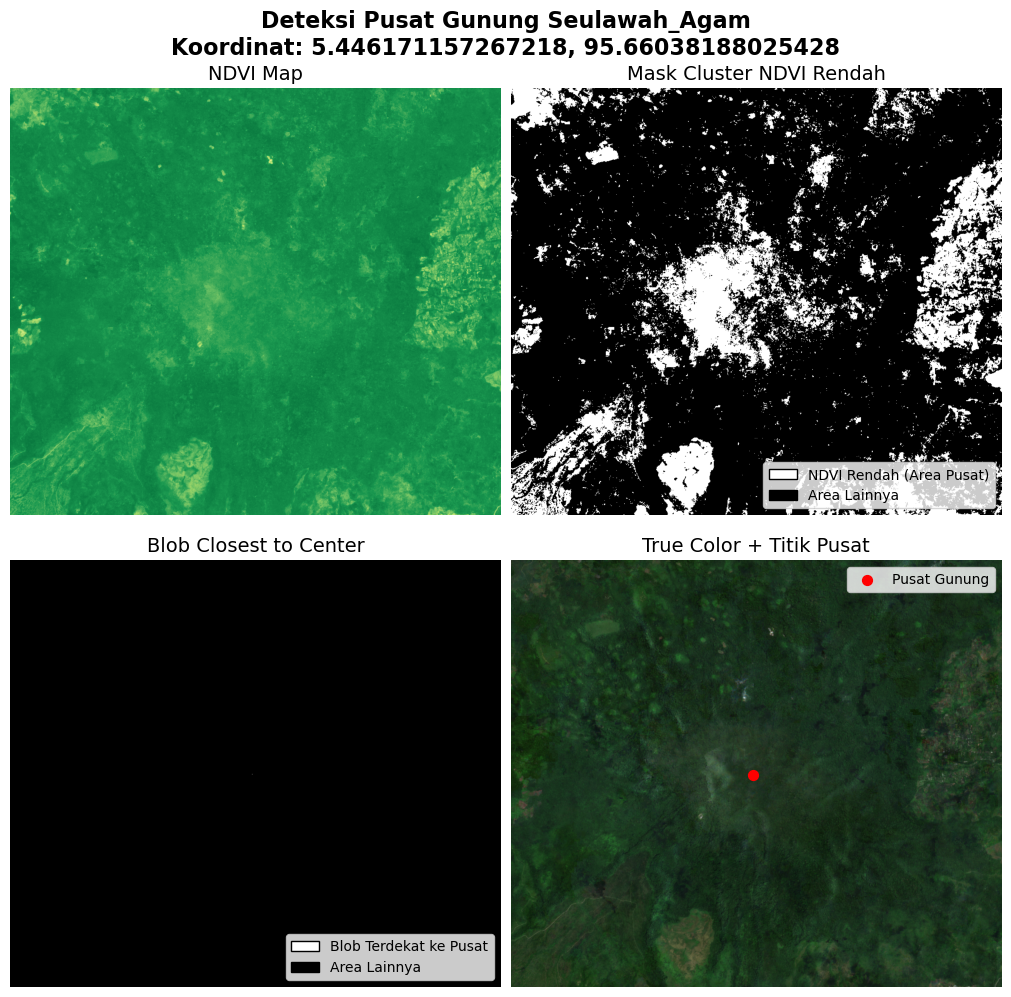 Deteksi Pusat Gunung Seulawah_Agam
Koordinat: 5.446171157267218, 95.66038188025428
NDVI Map
Mask Cluster NDVI Rendah
NDVI Rendah (Area Pusat)
Area Lainnya
Blob Closest to Center
True Color + Titik Pusat
Pusat Gunung
Blob Terdekat ke Pusat
Area Lainnya